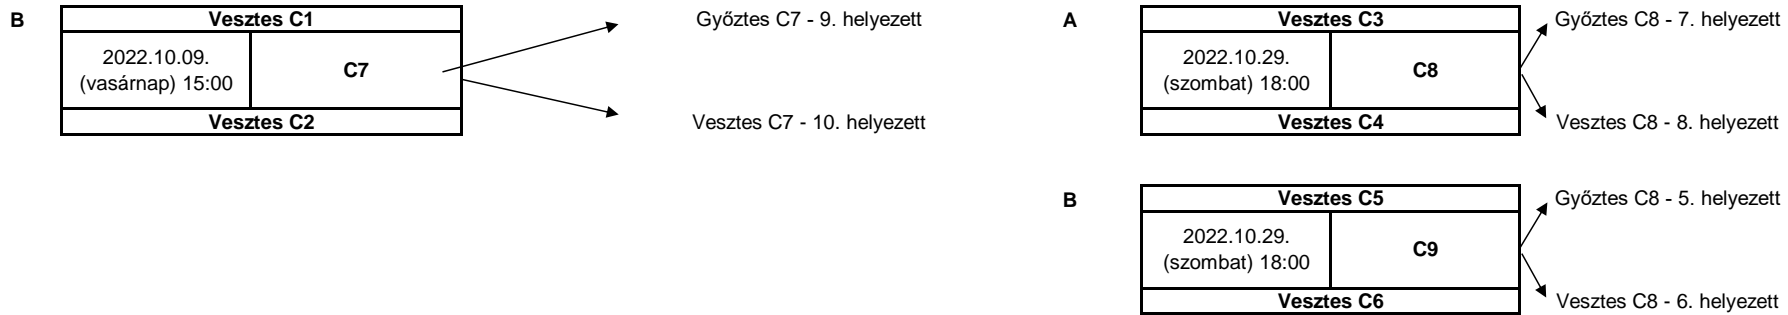 B
Vesztes C1
2022.10.09.
(vasárnap) 15:00
C7
Vesztes C2
Győztes C7 - 9. helyezett
Vesztes C7 - 10. helyezett
A
Vesztes C3
2022.10.29.
(szombat) 18:00
C8
Vesztes C4
Győztes C8 - 7. helyezett
Vesztes C8 - 8. helyezett
B
Vesztes C5
2022.10.29.
(szombat) 18:00
C9
Vesztes C6
Győztes C8 - 5. helyezett
Vesztes C8 - 6. helyezett